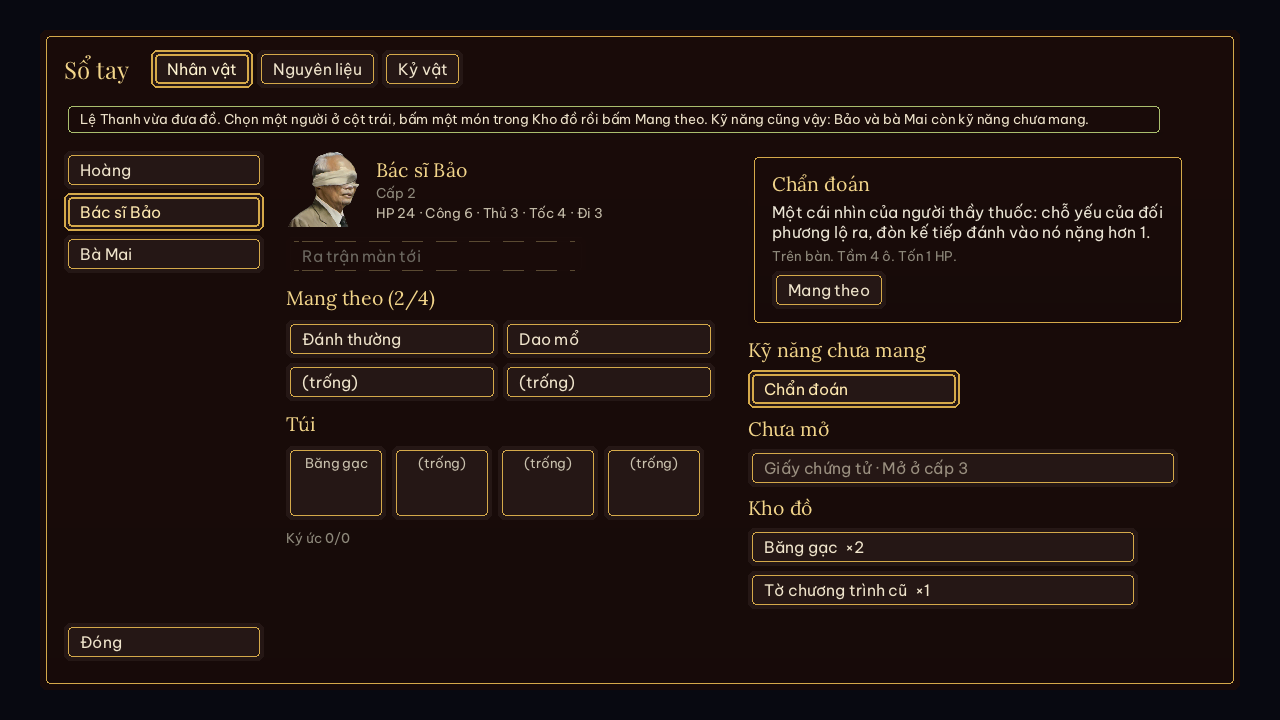 Sổ tay
Nhân vật
Nguyên liệu
Kỷ vật
Lệ Thanh vừa đưa đồ. Chọn một người ở cột trái, bấm một món trong Kho đồ rồi bấm Mang theo. Kỹ năng cũng vậy: Bảo và bà Mai còn kỹ năng chưa mang.
Hoàng
Bác sĩ Bảo
Bà Mai
Đóng
Bác sĩ Bảo
Cấp 2
HP 24 · Công 6 · Thủ 3 · Tốc 4 · Đi 3
Ra trận màn tới
Mang theo (2/4)
Đánh thường
Dao mổ
(trống)
(trống)
Túi
Băng gạc
(trống)
(trống)
(trống)
Ký ức 0/0
Chẩn đoán
Một cái nhìn của người thầy thuốc: chỗ yếu của đối
phương lộ ra, đòn kế tiếp đánh vào nó nặng hơn 1.
Trên bàn. Tầm 4 ô. Tốn 1 HP.
Mang theo
Kỹ năng chưa mang
Chẩn đoán
Chưa mở
Giấy chứng tử · Mở ở cấp 3
Kho đồ
Băng gạc ×2
Tờ chương trình cũ ×1